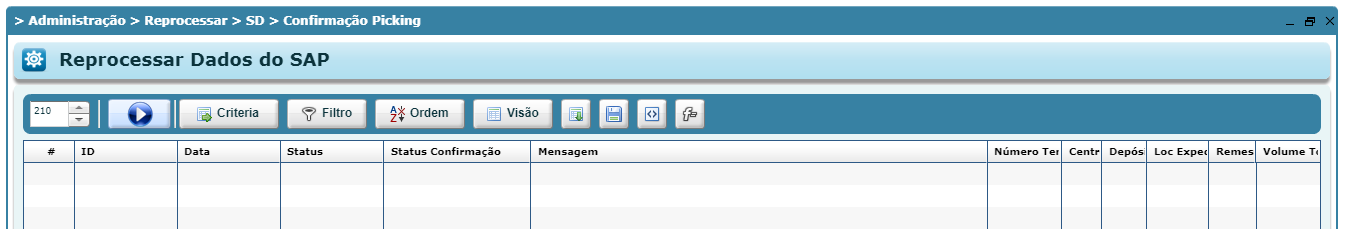 > Administração > Reprocessar > SD > Confirmação Picking
Reprocessar Dados do SAP
210 Criteria Filtro Ordem Visão
# ID Data Status Status Confirmação Mensagem Número Ter Centr Depós Loc Exped Remes Volume T